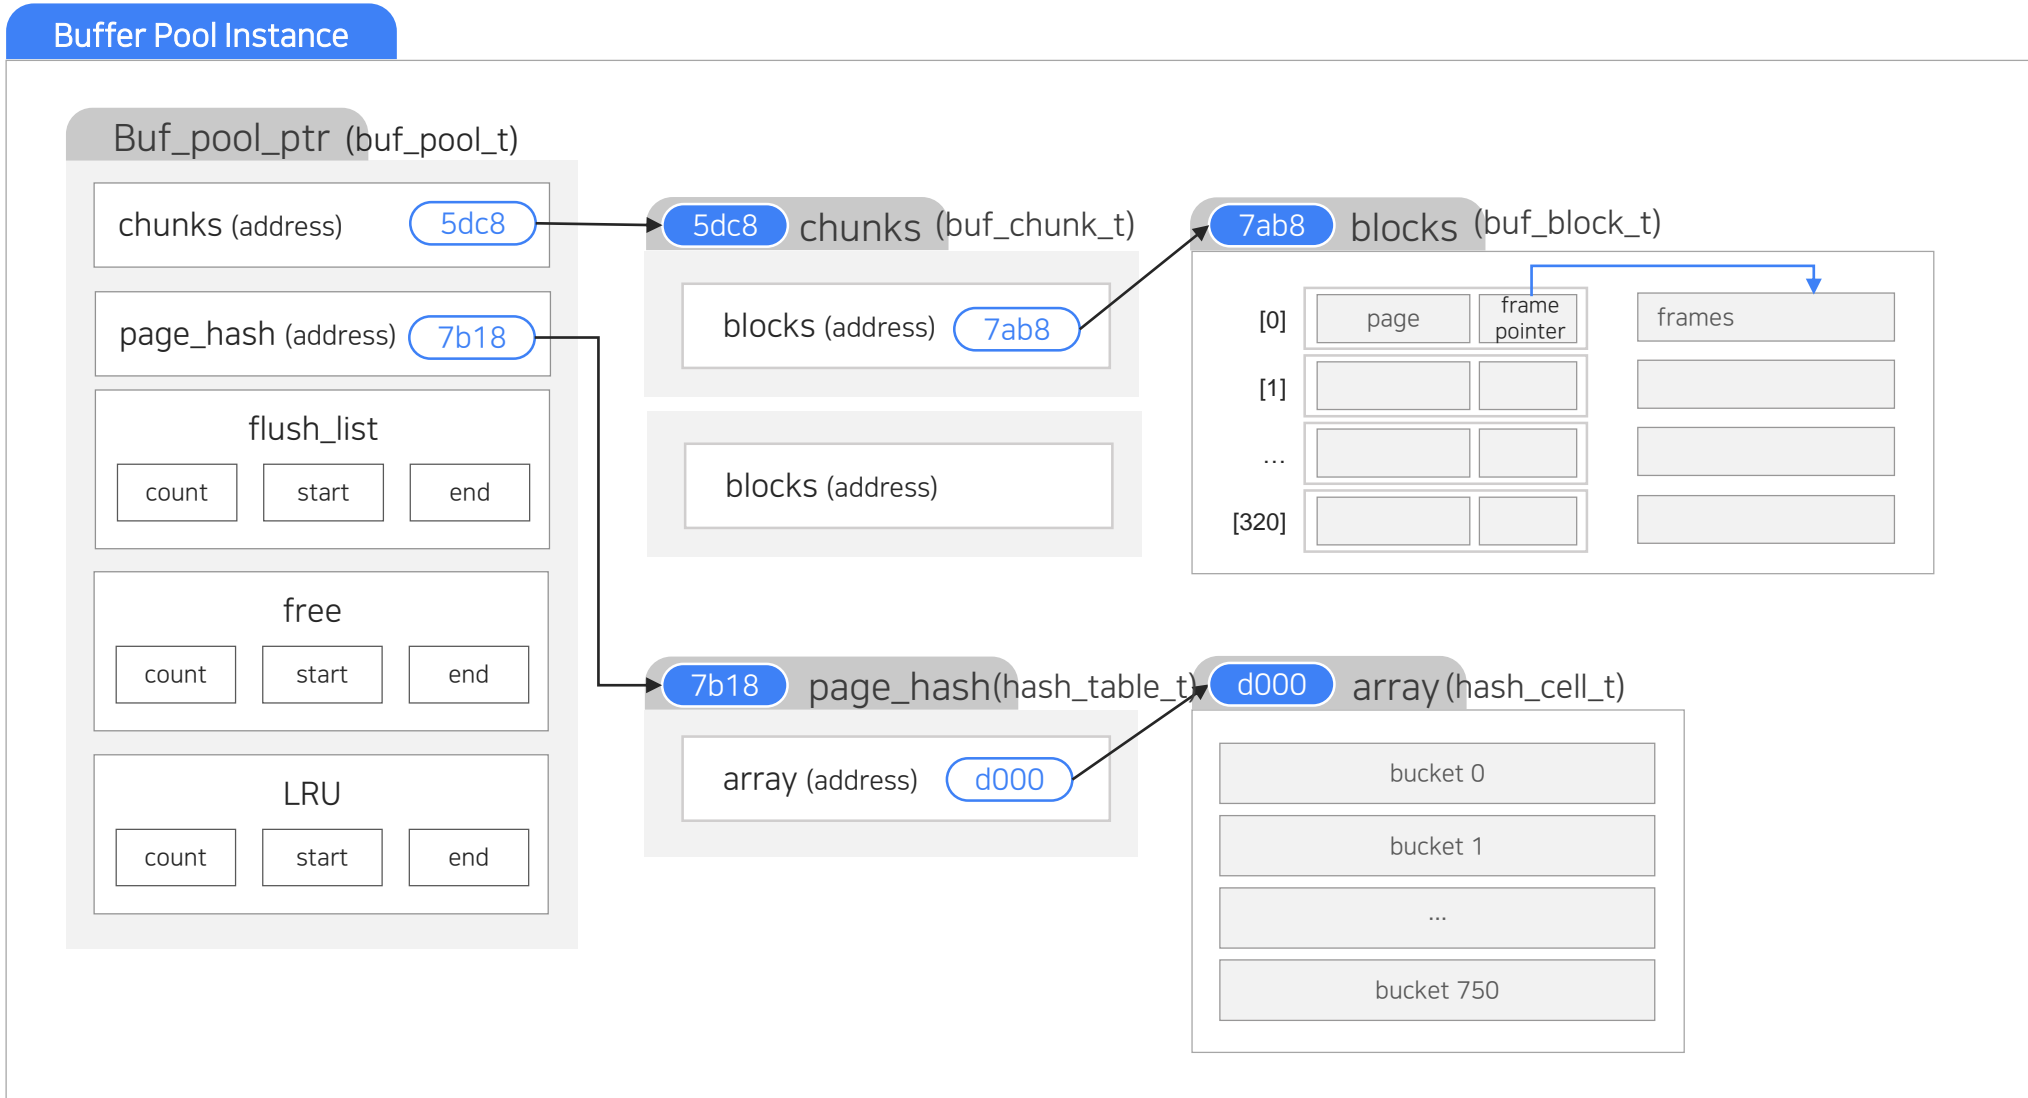 Buffer Pool Instance
Buf_pool_ptr (buf_pool_t)
chunks (address) 5dc8
page_hash (address) 7b18
flush_list
count start end
free
count start end
LRU
count start end
5dc8 chunks (buf_chunk_t)
blocks (address) 7ab8
blocks (address)
7ab8 blocks (buf_block_t)
[0] page frame pointer frames
[1]
...
[320]
7b18 page_hash(hash_table_t)
array (address) d000
d000 array (hash_cell_t)
bucket 0
bucket 1
...
bucket 750